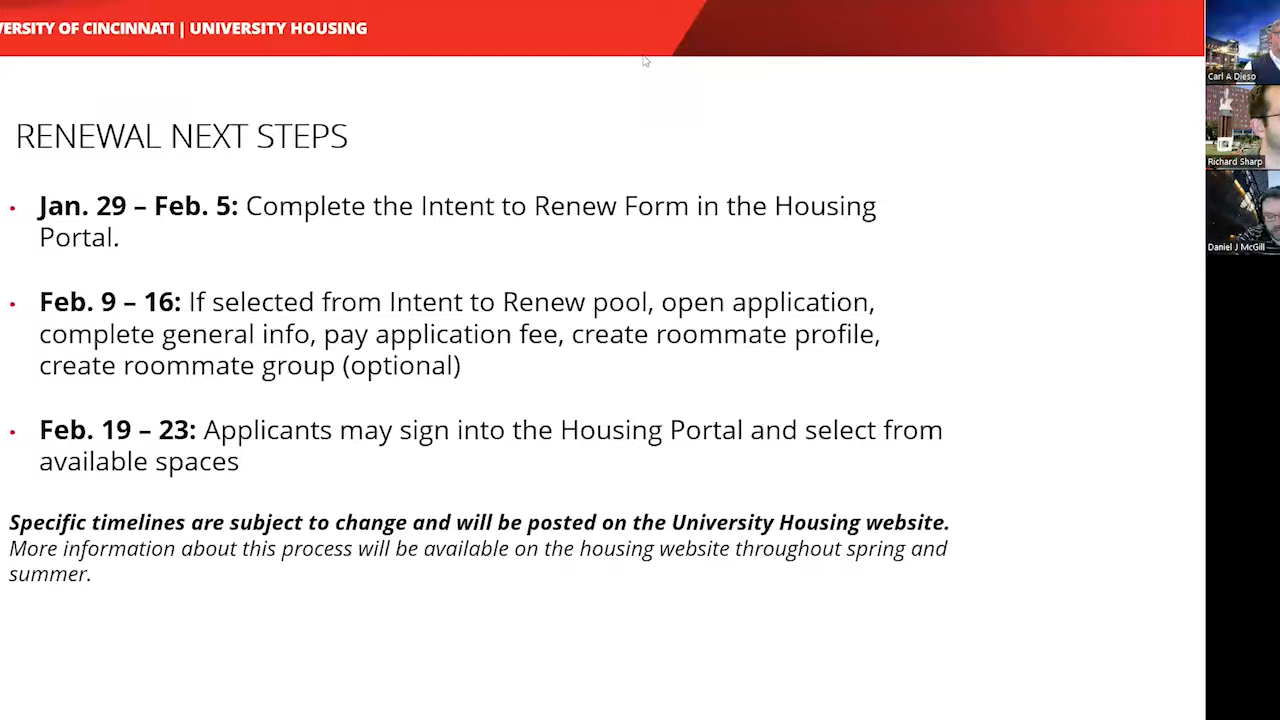 VERSITY OF CINCINNATI | UNIVERSITY HOUSING
RENEWAL NEXT STEPS
• Jan. 29 – Feb. 5: Complete the Intent to Renew Form in the Housing
Portal.
• Feb. 9 – 16: If selected from Intent to Renew pool, open application,
complete general info, pay application fee, create roommate profile,
create roommate group (optional)
• Feb. 19 – 23: Applicants may sign into the Housing Portal and select from
available spaces
Specific timelines are subject to change and will be posted on the University Housing website.
More information about this process will be available on the housing website throughout spring and
summer.
Carl A Dieso
Richard Sharp
Daniel J McGill